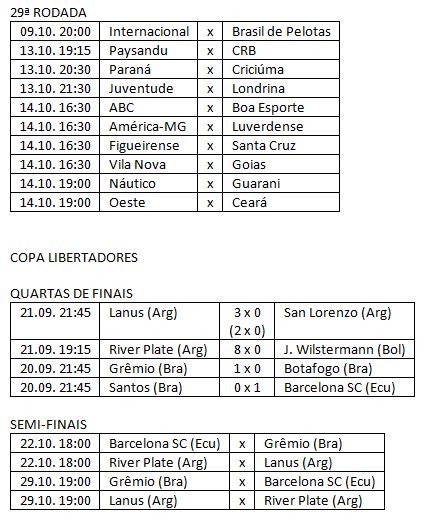 29ª RODADA
09.10. 20:00 Internacional x Brasil de Pelotas
13.10. 19:15 Paysandu x CRB
13.10. 20:30 Paraná x Criciúma
13.10. 21:30 Juventude x Londrina
14.10. 16:30 ABC x Boa Esporte
14.10. 16:30 América-MG x Luverdense
14.10. 16:30 Figueirense x Santa Cruz
14.10. 16:30 Vila Nova x Goias
14.10. 19:00 Náutico x Guarani
14.10. 19:00 Oeste x Ceará
COPA LIBERTADORES
QUARTAS DE FINAIS
21.09. 21:45 Lanus (Arg) 3 x 0 San Lorenzo (Arg)
(2 x 0)
21.09. 19:15 River Plate (Arg) 8 x 0 J. Wilstermann (Bol)
20.09. 21:45 Grêmio (Bra) 1 x 0 Botafogo (Bra)
20.09. 21:45 Santos (Bra) 0 x 1 Barcelona SC (Ecu)
SEMI-FINAIS
22.10. 18:00 Barcelona SC (Ecu) x Grêmio (Bra)
22.10. 18:00 River Plate (Arg) x Lanus (Arg)
29.10. 19:00 Grêmio (Bra) x Barcelona SC (Ecu)
29.10. 19:00 Lanus (Arg) x River Plate (Arg)